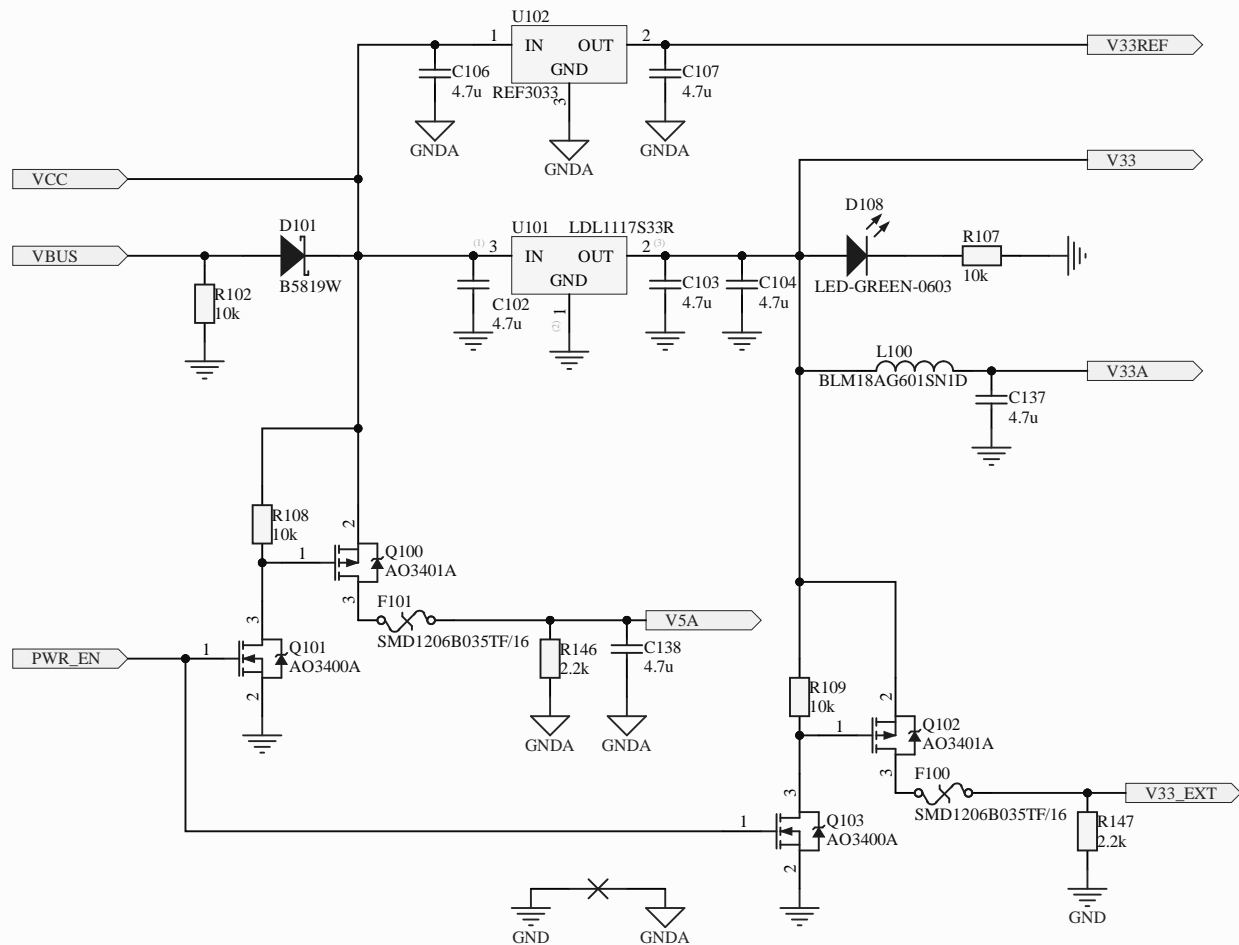 U102
1 IN OUT 2
GND
REF3033
3
C106
4.7u
GNDA
GNDA
C107
4.7u
GNDA
V33REF
VCC
V33
VBUS
D101
B5819W
R102
10k
U101 LDL1117S33R
(1) 3 IN OUT 2 (3)
GND
(2) 1
C102
4.7u
C103
4.7u
C104
4.7u
D108
LED-GREEN-0603
R107
10k
L100
BLM18AG601SN1D
V33A
C137
4.7u
R108
10k
2
1
Q100
AO3401A
3
F101
SMD1206B035TF/16
V5A
PWR_EN
3
1
Q101
AO3400A
2
R146
2.2k
GNDA
C138
4.7u
GNDA
R109
10k
2
1
Q102
AO3401A
3
F100
SMD1206B035TF/16
V33_EXT
3
1
Q103
AO3400A
2
R147
2.2k
GND
GND
GNDA